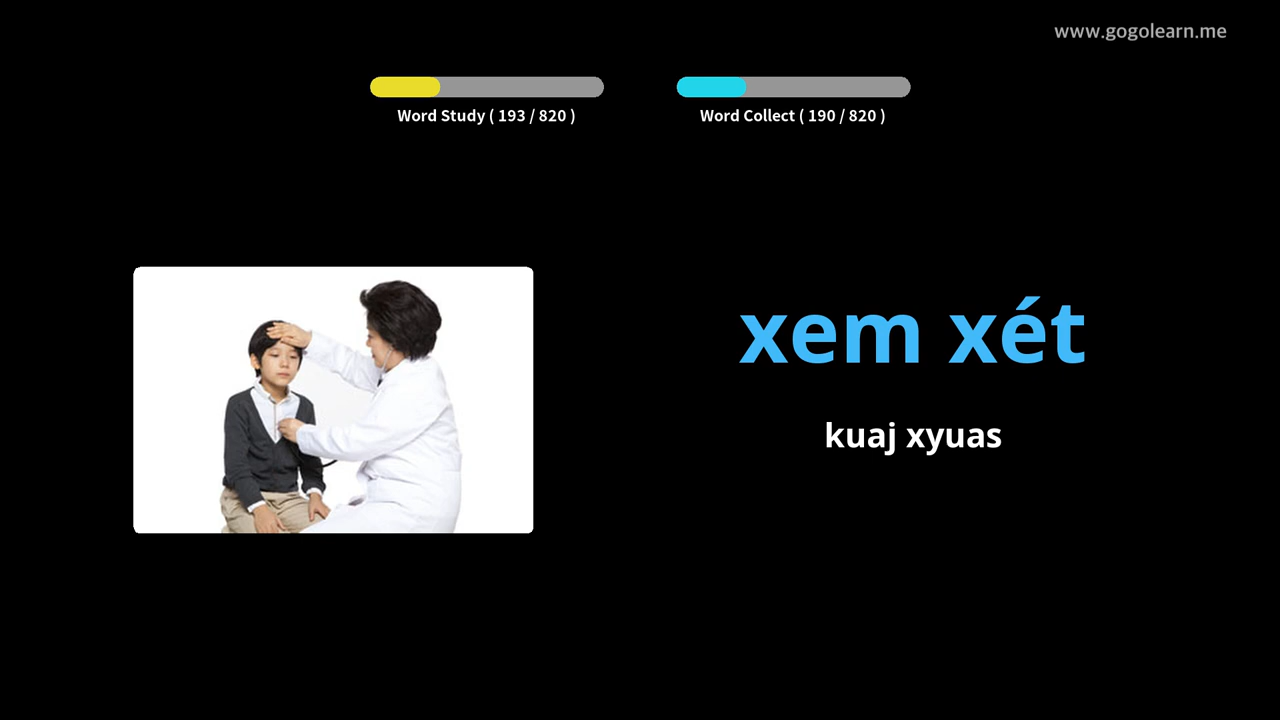 www.gogolearn.me
Word Study ( 193 / 820 )
Word Collect ( 190 / 820 )
xem xét
kuaj xyuas